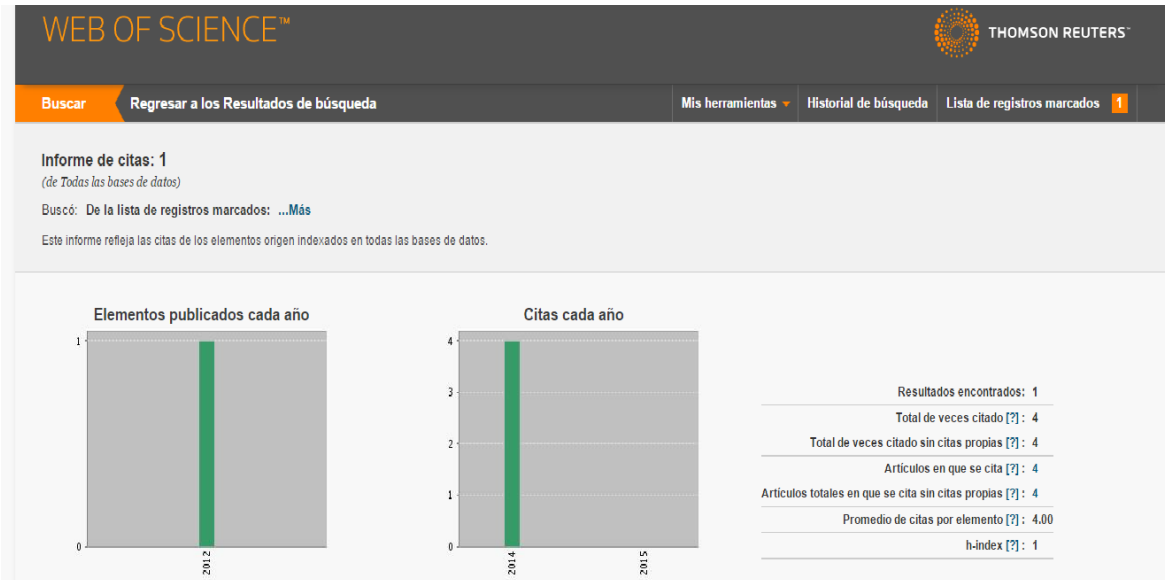 WEB OF SCIENCE™
THOMSON REUTERS™
Buscar Regresar a los Resultados de búsqueda Mis herramientas Historial de búsqueda Lista de registros marcados 1
Informe de citas: 1
(de Todas las bases de datos)
Buscó: De la lista de registros marcados: ...Más
Este informe refleja las citas de los elementos origen indexados en todas las bases de datos.
Elementos publicados cada año
1
0
2012
Citas cada año
4
3
2
1
0
2014
2015
Resultados encontrados: 1
Total de veces citado [?] : 4
Total de veces citado sin citas propias [?] : 4
Artículos en que se cita [?] : 4
Artículos totales en que se cita sin citas propias [?] : 4
Promedio de citas por elemento [?] : 4.00
h-index [?] : 1